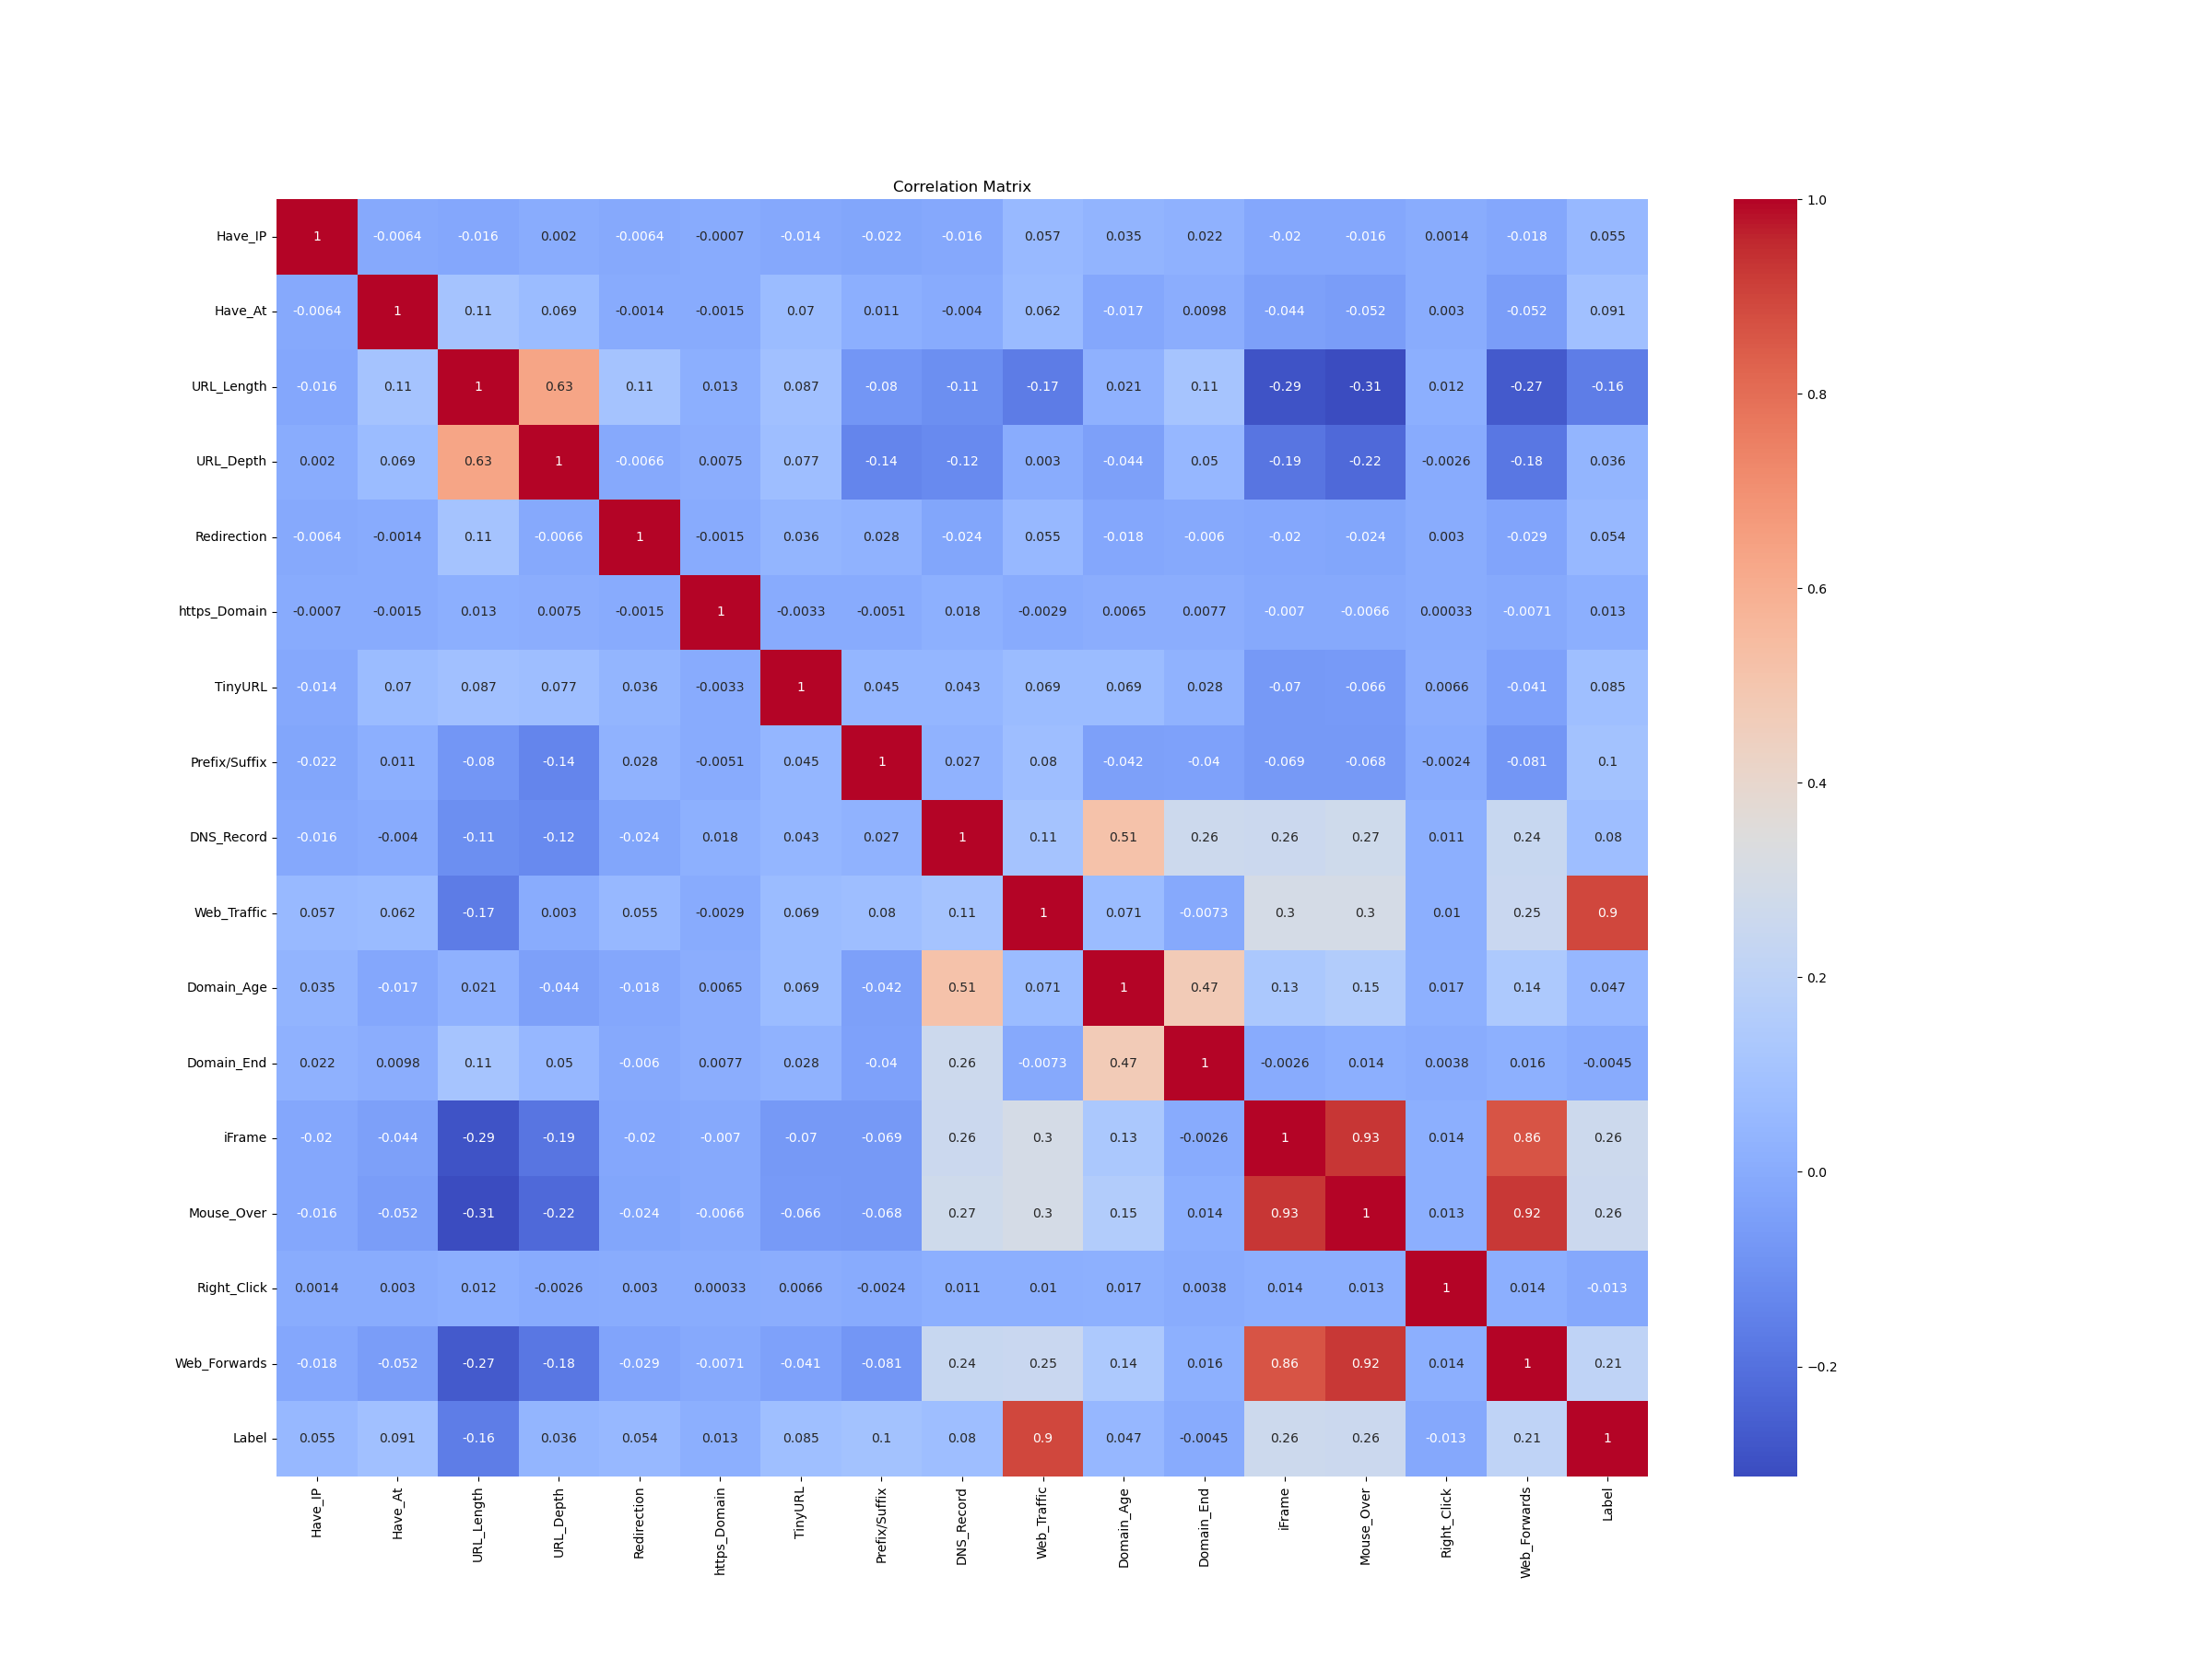 Correlation Matrix
Have_IP 1 -0.0064 -0.016 0.002 -0.0064 -0.0007 -0.014 -0.022 -0.016 0.057 0.035 0.022 -0.02 -0.016 0.0014 -0.018 0.055
Have_At -0.0064 1 0.11 0.069 -0.0014 -0.0015 0.07 0.011 -0.004 0.062 -0.017 0.0098 -0.044 -0.052 0.003 -0.052 0.091
URL_Length -0.016 0.11 1 0.63 0.11 0.013 0.087 -0.08 -0.11 -0.17 0.021 0.11 -0.29 -0.31 0.012 -0.27 -0.16
URL_Depth 0.002 0.069 0.63 1 -0.0066 0.0075 0.077 -0.14 -0.12 0.003 -0.044 0.05 -0.19 -0.22 -0.0026 -0.18 0.036
Redirection -0.0064 -0.0014 0.11 -0.0066 1 -0.0015 0.036 0.028 -0.024 0.055 -0.018 -0.006 -0.02 -0.024 0.003 -0.029 0.054
https_Domain -0.0007 -0.0015 0.013 0.0075 -0.0015 1 -0.0033 -0.0051 0.018 -0.0029 0.0065 0.0077 -0.007 -0.0066 0.00033 -0.0071 0.013
TinyURL -0.014 0.07 0.087 0.077 0.036 -0.0033 1 0.045 0.043 0.069 0.069 0.028 -0.07 -0.066 0.0066 -0.041 0.085
Prefix/Suffix -0.022 0.011 -0.08 -0.14 0.028 -0.0051 0.045 1 0.027 0.08 -0.042 -0.04 -0.069 -0.068 -0.0024 -0.081 0.1
DNS_Record -0.016 -0.004 -0.11 -0.12 -0.024 0.018 0.043 0.027 1 0.11 0.51 0.26 0.26 0.27 0.011 0.24 0.08
Web_Traffic 0.057 0.062 -0.17 0.003 0.055 -0.0029 0.069 0.08 0.11 1 0.071 -0.0073 0.3 0.3 0.01 0.25 0.9
Domain_Age 0.035 -0.017 0.021 -0.044 -0.018 0.0065 0.069 -0.042 0.51 0.071 1 0.47 0.13 0.15 0.017 0.14 0.047
Domain_End 0.022 0.0098 0.11 0.05 -0.006 0.0077 0.028 -0.04 0.26 -0.0073 0.47 1 -0.0026 0.014 0.0038 0.016 -0.0045
iFrame -0.02 -0.044 -0.29 -0.19 -0.02 -0.007 -0.07 -0.069 0.26 0.3 0.13 -0.0026 1 0.93 0.014 0.86 0.26
Mouse_Over -0.016 -0.052 -0.31 -0.22 -0.024 -0.0066 -0.066 -0.068 0.27 0.3 0.15 0.014 0.93 1 0.013 0.92 0.26
Right_Click 0.0014 0.003 0.012 -0.0026 0.003 0.00033 0.0066 -0.0024 0.011 0.01 0.017 0.0038 0.014 0.013 1 0.014 -0.013
Web_Forwards -0.018 -0.052 -0.27 -0.18 -0.029 -0.0071 -0.041 -0.081 0.24 0.25 0.14 0.016 0.86 0.92 0.014 1 0.21
Label 0.055 0.091 -0.16 0.036 0.054 0.013 0.085 0.1 0.08 0.9 0.047 -0.0045 0.26 0.26 -0.013 0.21 1
Have_IP Have_At URL_Length URL_Depth Redirection https_Domain TinyURL Prefix/Suffix DNS_Record Web_Traffic Domain_Age Domain_End iFrame Mouse_Over Right_Click Web_Forwards Label
1.0
0.8
0.6
0.4
0.2
0.0
−0.2